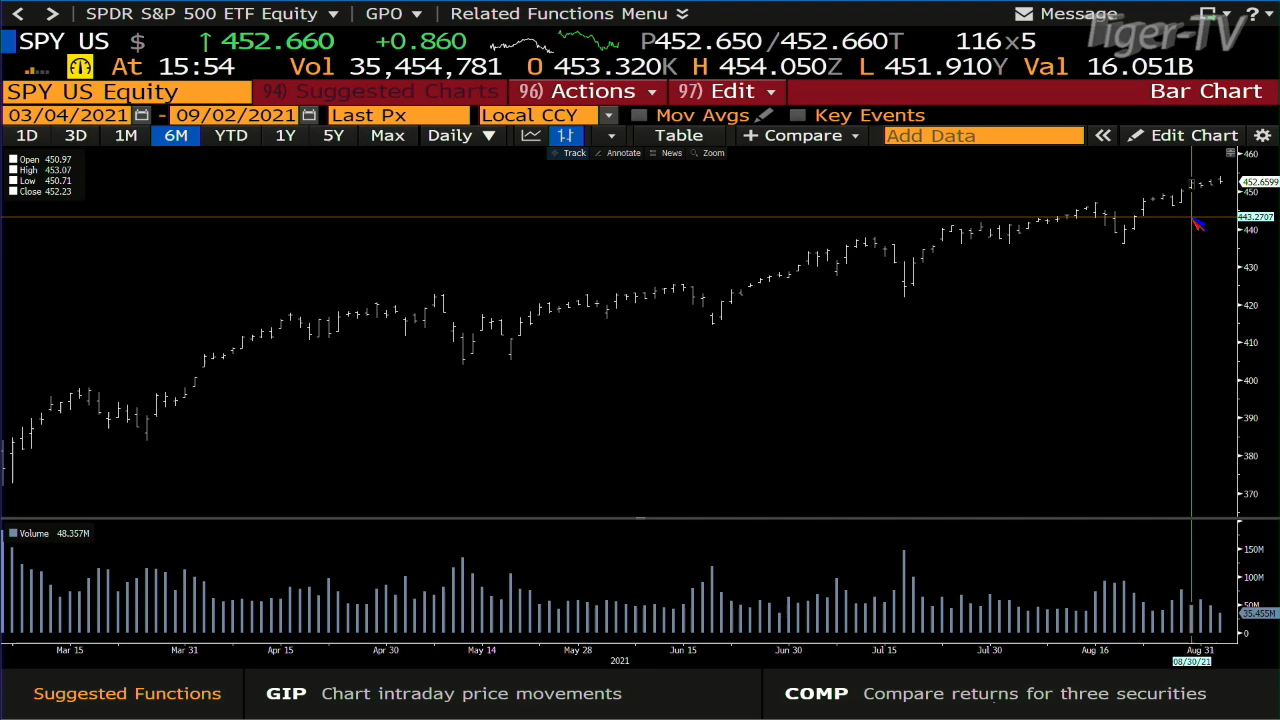 SPDR S&P 500 ETF Equity GPO Related Functions Menu Message ?
Tiger-TV
SPY US $ ↑ 452.660 +0.860 P452.650/452.660T 116x5
At 15:54 Vol 35,454,781 O 453.320K H 454.050Z L 451.910Y Val 16.051B
SPY US Equity 94) Suggested Charts 96) Actions 97) Edit Bar Chart
03/04/2021 - 09/02/2021 Last Px Local CCY Mov Avgs Key Events
1D 3D 1M 6M YTD 1Y 5Y Max Daily ▼ Table + Compare Add Data « Edit Chart
Track Annotate News Zoom
Open 450.97
High 453.07
Low 450.71
Close 452.23
460
452.6599
450
443.2707
440
430
420
410
400
390
380
370
Volume 48.357M
150M
100M
50M
35.455M
0
Mar 15 Mar 31 Apr 15 Apr 30 May 14 May 28 Jun 15 Jun 30 Jul 15 Jul 30 Aug 16 Aug 31
2021 08/30/21
Suggested Functions GIP Chart intraday price movements COMP Compare returns for three securities